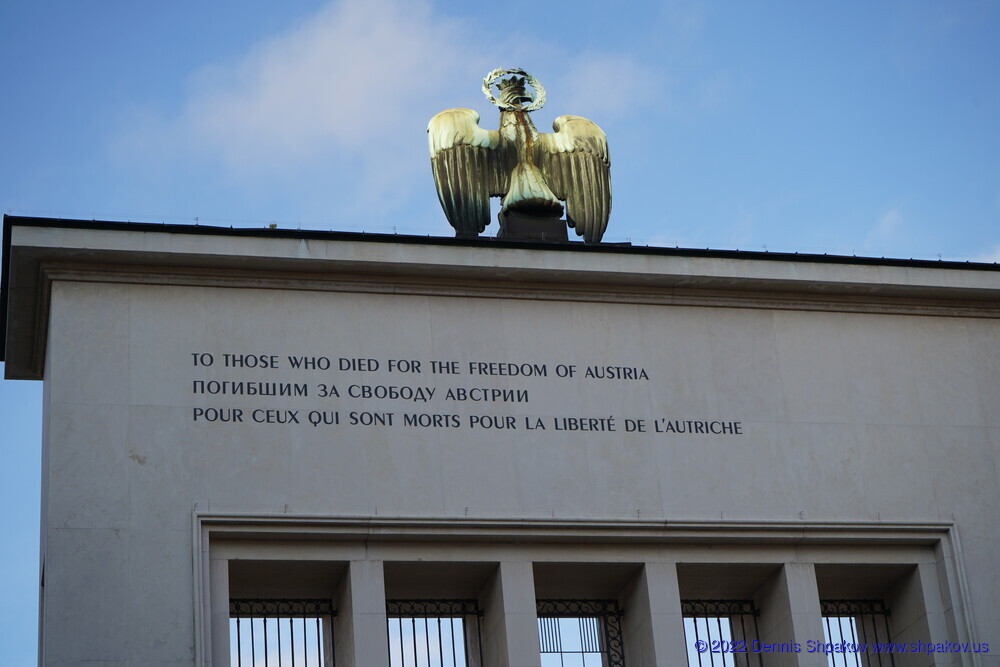 TO THOSE WHO DIED FOR THE FREEDOM OF AUSTRIA
ПОГИБШИМ ЗА СВОБОДУ АВСТРИИ
POUR CEUX QUI SONT MORTS POUR LA LIBERTÉ DE L'AUTRICHE
©2022 Dennis Shpakov www.shpakov.us